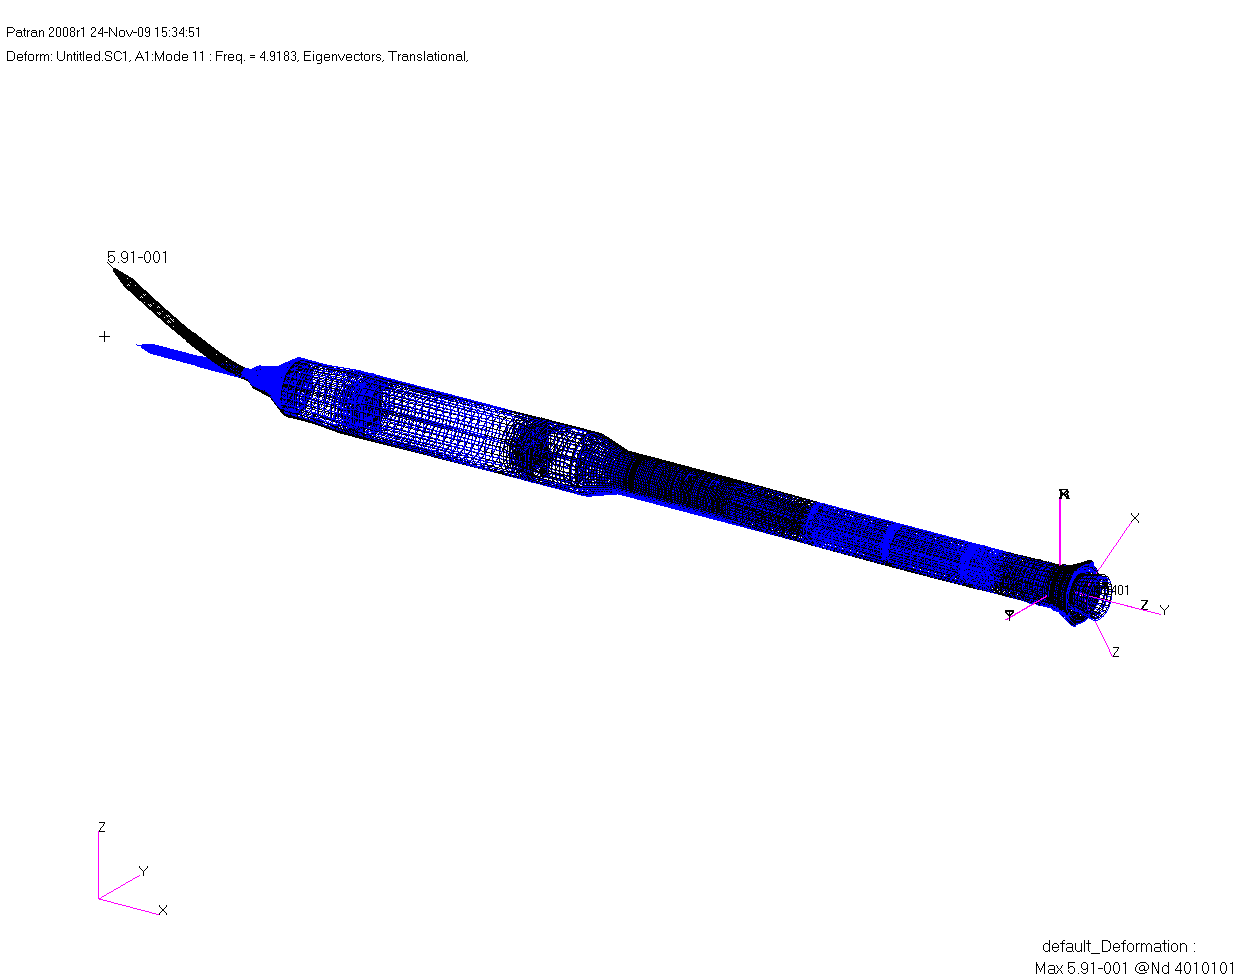 Patran 2008r1 24-Nov-09 15:34:51
Deform: Untitled.SC1, A1:Mode 11 : Freq. = 4.9183, Eigenvectors, Translational,
5.91-001
R
X
401
Z
Y
Z
Z
Y
X
default_Deformation :
Max 5.91-001 @Nd 4010101